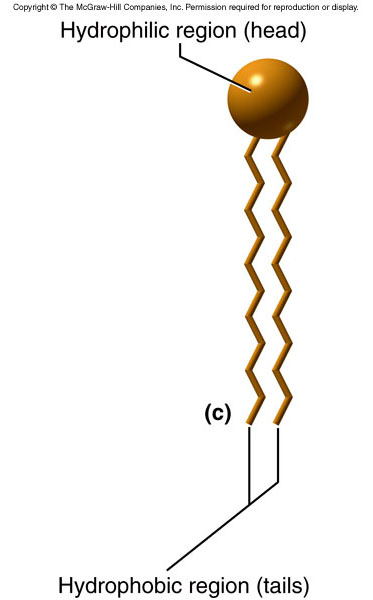 Copyright © The McGraw-Hill Companies, Inc. Permission required for reproduction or display.
Hydrophilic region (head)
(c)
Hydrophobic region (tails)